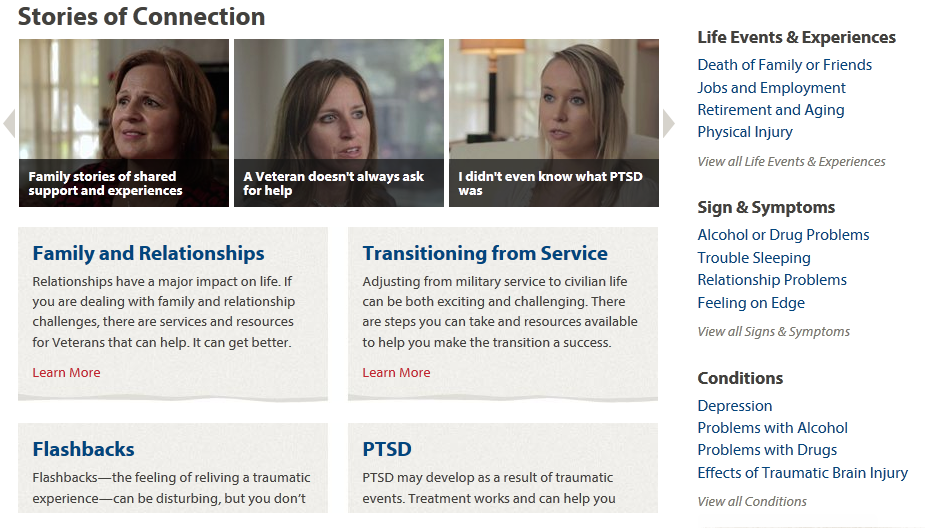 Stories of Connection
Family stories of shared
support and experiences
A Veteran doesn't always ask
for help
I didn't even know what PTSD
was
Family and Relationships
Relationships have a major impact on life. If
you are dealing with family and relationship
challenges, there are services and resources
for Veterans that can help. It can get better.
Learn More
Transitioning from Service
Adjusting from military service to civilian life
can be both exciting and challenging. There
are steps you can take and resources available
to help you make the transition a success.
Learn More
Flashbacks
Flashbacks—the feeling of reliving a traumatic
experience—can be disturbing, but you don't
PTSD
PTSD may develop as a result of traumatic
events. Treatment works and can help you
Life Events & Experiences
Death of Family or Friends
Jobs and Employment
Retirement and Aging
Physical Injury
View all Life Events & Experiences
Sign & Symptoms
Alcohol or Drug Problems
Trouble Sleeping
Relationship Problems
Feeling on Edge
View all Signs & Symptoms
Conditions
Depression
Problems with Alcohol
Problems with Drugs
Effects of Traumatic Brain Injury
View all Conditions